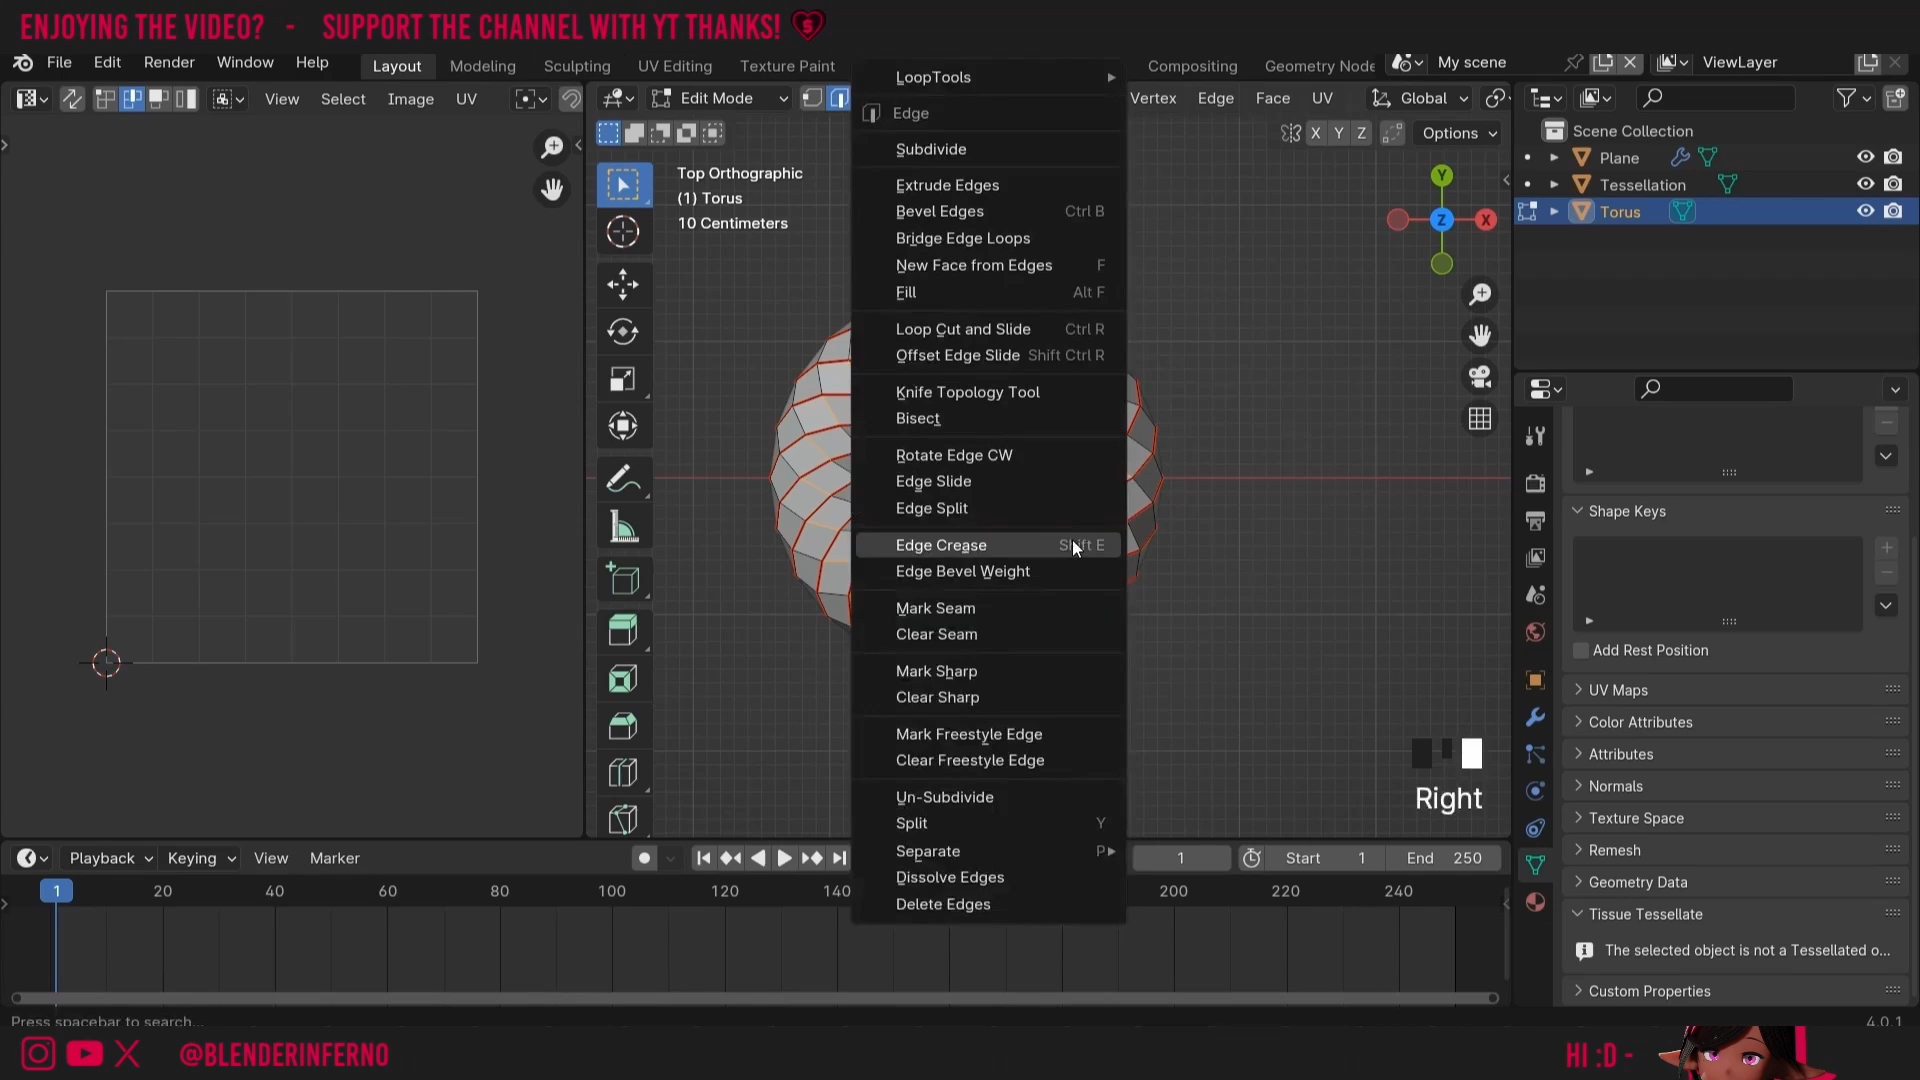 ENJOYING THE VIDEO? - SUPPORT THE CHANNEL WITH YT THANKS!
File Edit Render Window Help Layout Modeling Sculpting UV Editing Texture Paint Compositing Geometry Node My scene ViewLayer
View Select Image UV Edit Mode Vertex Edge Face UV Global
X Y Z Options
Top Orthographic
(1) Torus
10 Centimeters
LoopTools
Edge
Subdivide
Extrude Edges
Bevel Edges Ctrl B
Bridge Edge Loops
New Face from Edges F
Fill Alt F
Loop Cut and Slide Ctrl R
Offset Edge Slide Shift Ctrl R
Knife Topology Tool
Bisect
Rotate Edge CW
Edge Slide
Edge Split
Edge Crease Shift E
Edge Bevel Weight
Mark Seam
Clear Seam
Mark Sharp
Clear Sharp
Mark Freestyle Edge
Clear Freestyle Edge
Un-Subdivide
Split Y
Separate P
Dissolve Edges
Delete Edges
Y
Z X
Right
Scene Collection
Plane
Tessellation
Torus
Shape Keys
Add Rest Position
UV Maps
Color Attributes
Attributes
Normals
Texture Space
Remesh
Geometry Data
Tissue Tessellate
The selected object is not a Tessellated o...
Custom Properties
Playback Keying View Marker 1 Start 1 End 250
1 20 40 60 80 100 120 140 200 220 240
Press spacebar to search...
4.0.1
@BLENDERINFERNO
HI :D -